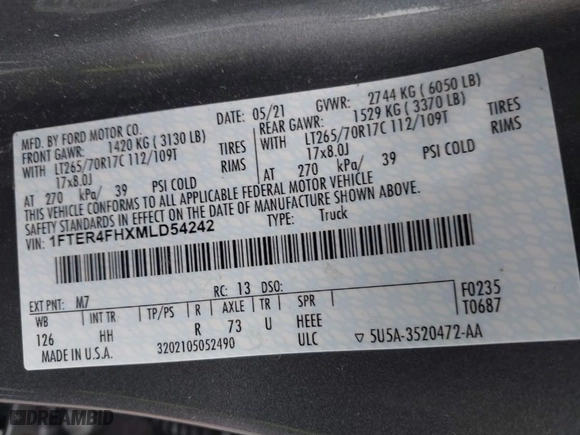 MFD. BY FORD MOTOR CO.
DATE: 05/21 GVWR: 2744 KG ( 6050 LB)
FRONT GAWR: 1420 KG ( 3130 LB) REAR GAWR: 1529 KG ( 3370 LB)
WITH LT265/70R17C 112/109T TIRES WITH LT265/70R17C 112/109T TIRES
17x8.0J RIMS 17x8.0J RIMS
AT 270 kPa/ 39 PSI COLD AT 270 kPa/ 39 PSI COLD
THIS VEHICLE CONFORMS TO ALL APPLICABLE FEDERAL MOTOR VEHICLE
SAFETY STANDARDS IN EFFECT ON THE DATE OF MANUFACTURE SHOWN ABOVE.
VIN: 1FTER4FHXMLD54242 TYPE: Truck
EXT PNT: M7 RC: 13 DSO: F0235
WB INT TR TP/PS R AXLE TR SPR T0687
126 HH R 73 U HEEE
MADE IN U.S.A. 3202105052490 ULC ▽ 5U5A-3520472-AA
DREAMBID